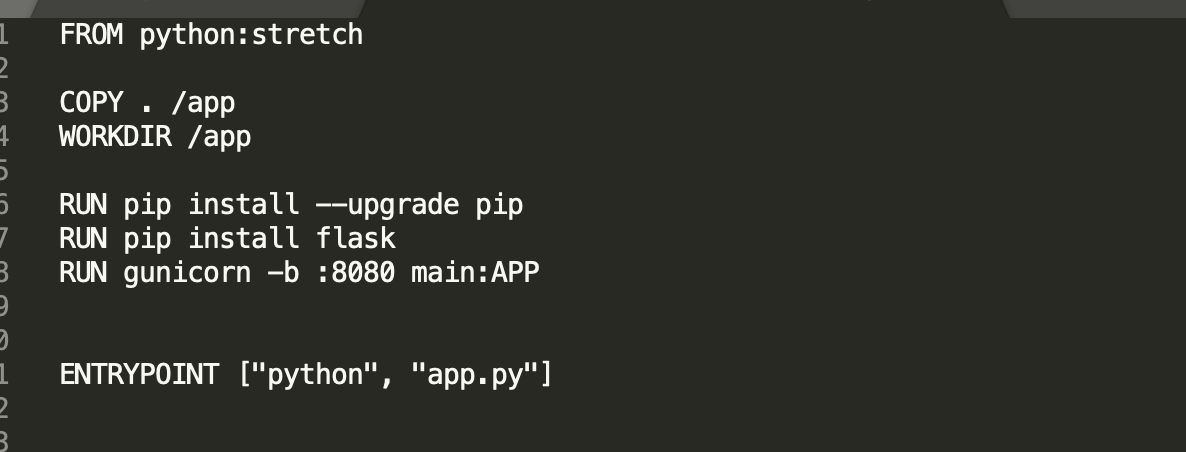 1 FROM python:stretch
2
3 COPY . /app
4 WORKDIR /app
5
6 RUN pip install --upgrade pip
7 RUN pip install flask
8 RUN gunicorn -b :8080 main:APP
9
0
1 ENTRYPOINT ["python", "app.py"]
2
3